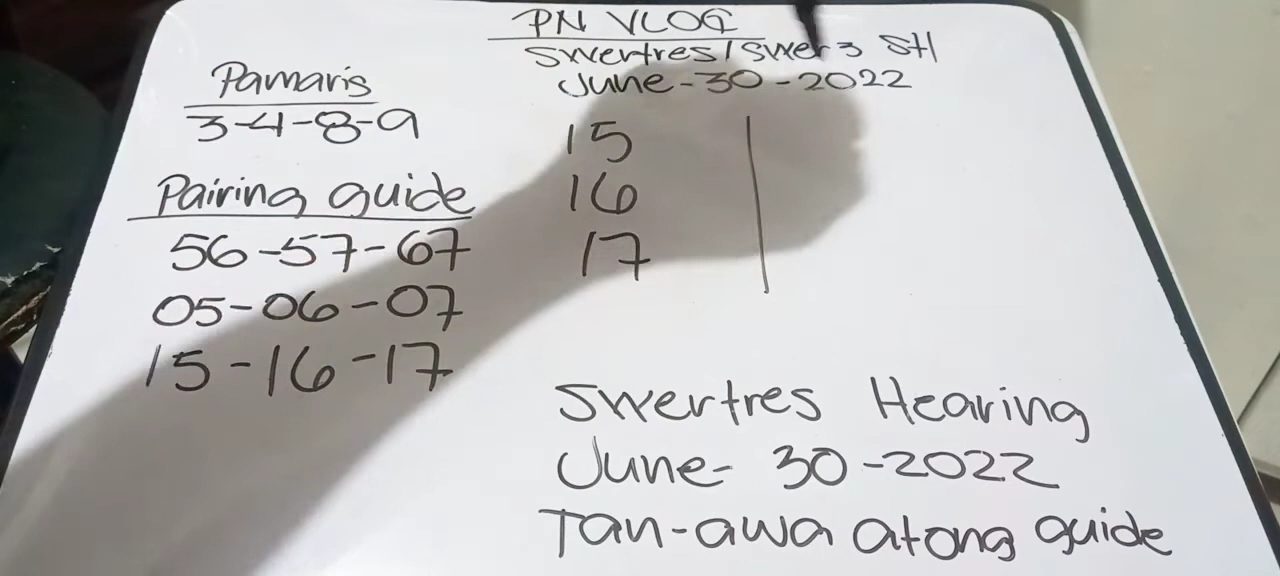 PN VLOG
Swertres/Swer3 Stl
June-30-2022
Pamaris
3-4-8-9
Pairing guide
56-57-67
05-06-07
15-16-17
15
16
17
Swertres Hearing
June- 30-2022
Tan-awa atong guide